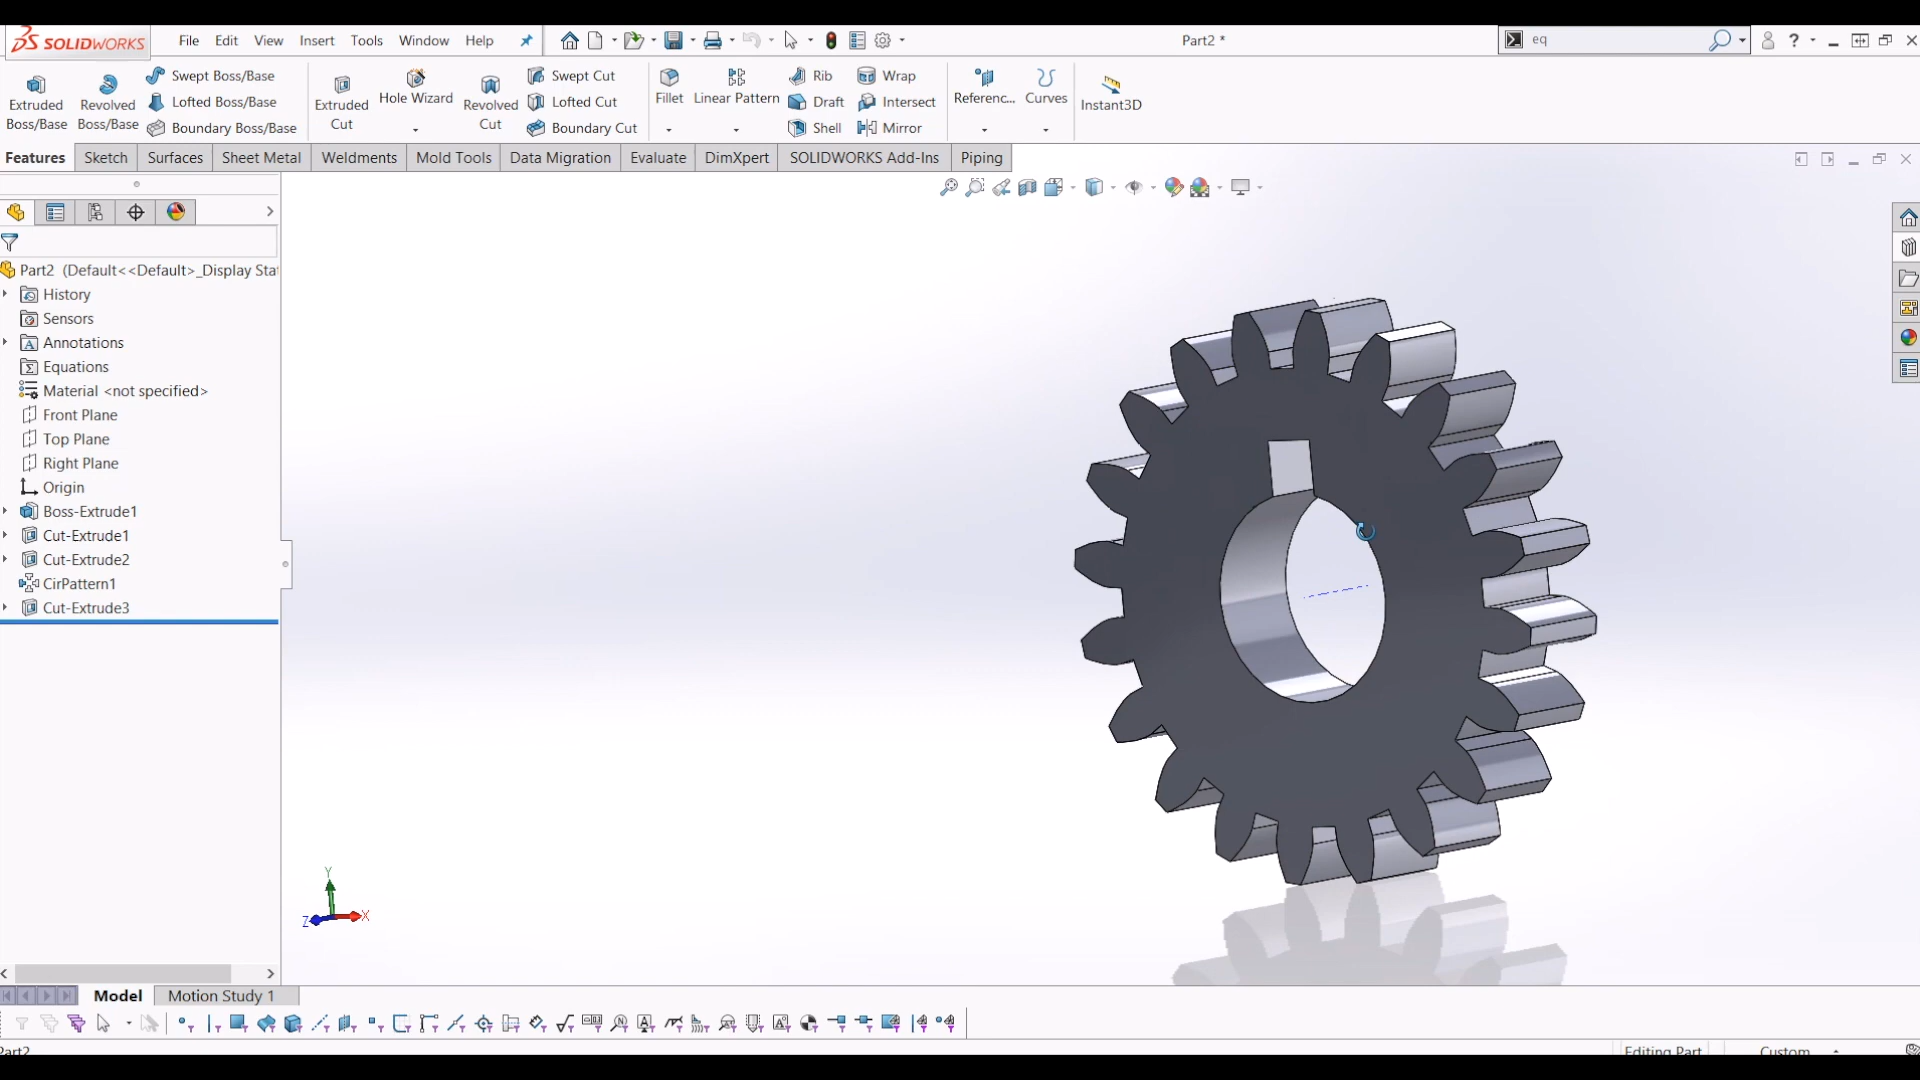 SOLIDWORKS File Edit View Insert Tools Window Help Part2 * eq
Extruded Boss/Base
Revolved Boss/Base
Swept Boss/Base
Lofted Boss/Base
Boundary Boss/Base
Extruded Cut
Hole Wizard
Revolved Cut
Swept Cut
Lofted Cut
Boundary Cut
Fillet
Linear Pattern
Rib
Draft
Shell
Wrap
Intersect
Mirror
Referenc...
Curves
Instant3D
Features Sketch Surfaces Sheet Metal Weldments Mold Tools Data Migration Evaluate DimXpert SOLIDWORKS Add-Ins Piping
Part2 (Default<<Default>_Display Sta
History
Sensors
Annotations
Equations
Material <not specified>
Front Plane
Top Plane
Right Plane
Origin
Boss-Extrude1
Cut-Extrude1
Cut-Extrude2
CirPattern1
Cut-Extrude3
Y
Z X
Model Motion Study 1
Part2 Editing Part Custom